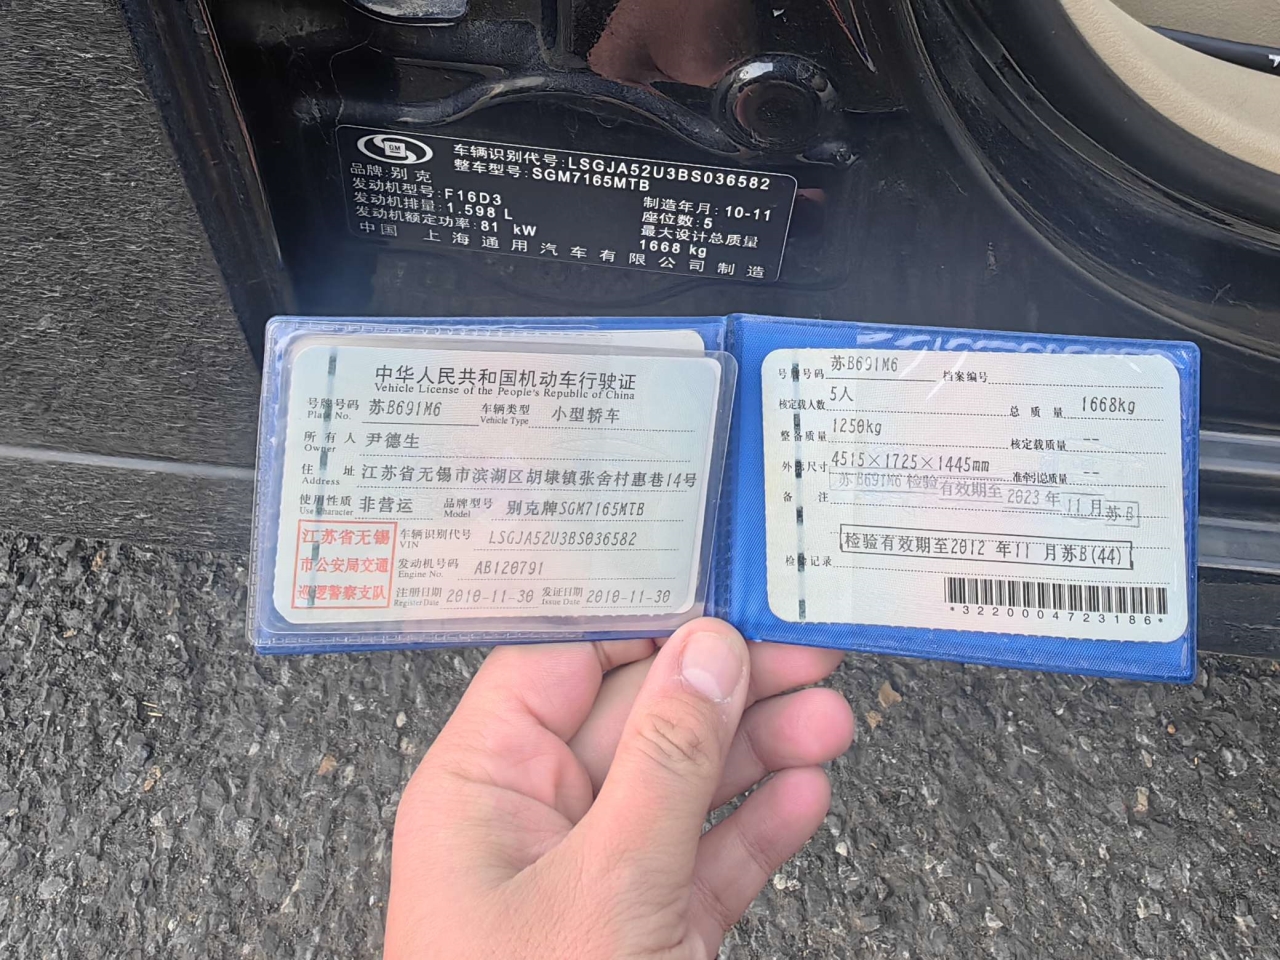 GM
车辆识别代号:LSGJA52U3BS036582
整车型号:SGM7165MTB
品牌:别克
发动机型号:F16D3
制造年月:10-11
发动机排量:1.598 L
座位数:5
发动机额定功率:81 kW
最大设计总质量
1668 kg
中国 上海通用汽车有限公司制造
中华人民共和国机动车行驶证
Vehicle License of the People's Republic of China
号牌号码 苏B691M6 车辆类型 小型轿车
Plate No. Vehicle Type
所有人 尹德生
Owner
住址 江苏省无锡市滨湖区胡埭镇张舍村惠巷14号
Address
使用性质 非营运 品牌型号 别克牌SGM7165MTB
Use Character Model
江苏省无锡
市公安局交通
巡逻警察支队
车辆识别代号 LSGJA52U3BS036582
VIN
发动机号码 AB120791
Engine No.
注册日期 2010-11-30 发证日期 2010-11-30
Register Date Issue Date
号牌号码 苏B691M6 档案编号
核定载人数 5人 总质量 1668kg
整备质量 1250kg 核定载质量 --
外廓尺寸 4515×1725×1445mm 准牵引总质量 --
苏B691M6 检验有效期至 2023 年 11 月 苏B
备注
检验有效期至2012 年11 月苏B(44)
检验记录
*3220004723186*